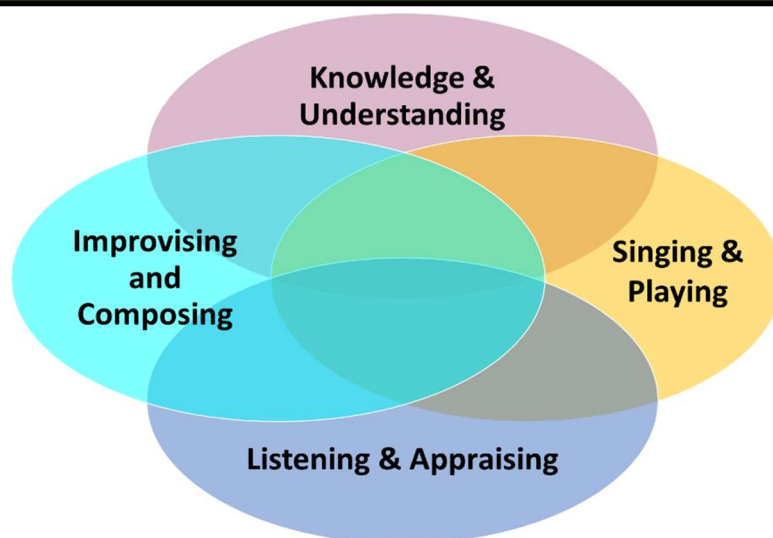 Knowledge &
Understanding
Improvising
and
Composing
Singing &
Playing
Listening & Appraising